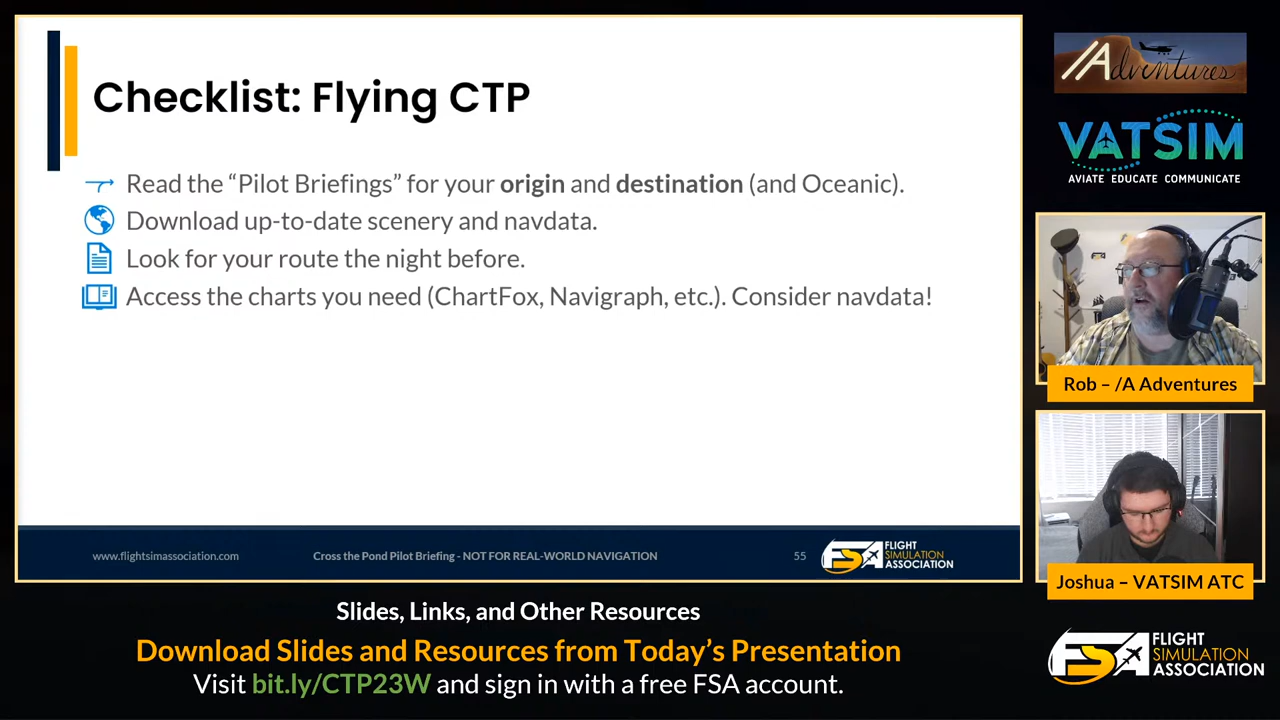 Checklist: Flying CTP
Read the “Pilot Briefings” for your origin and destination (and Oceanic).
Download up-to-date scenery and navdata.
Look for your route the night before.
Access the charts you need (ChartFox, Navigraph, etc.). Consider navdata!
www.flightsimassociation.com
Cross the Pond Pilot Briefing - NOT FOR REAL-WORLD NAVIGATION
55
FSA FLIGHT
SIMULATION
ASSOCIATION
/Adventures
VATSIM
AVIATE EDUCATE COMMUNICATE
Rob – /A Adventures
Joshua – VATSIM ATC
Slides, Links, and Other Resources
Download Slides and Resources from Today’s Presentation
Visit bit.ly/CTP23W and sign in with a free FSA account.
FSA FLIGHT
SIMULATION
ASSOCIATION